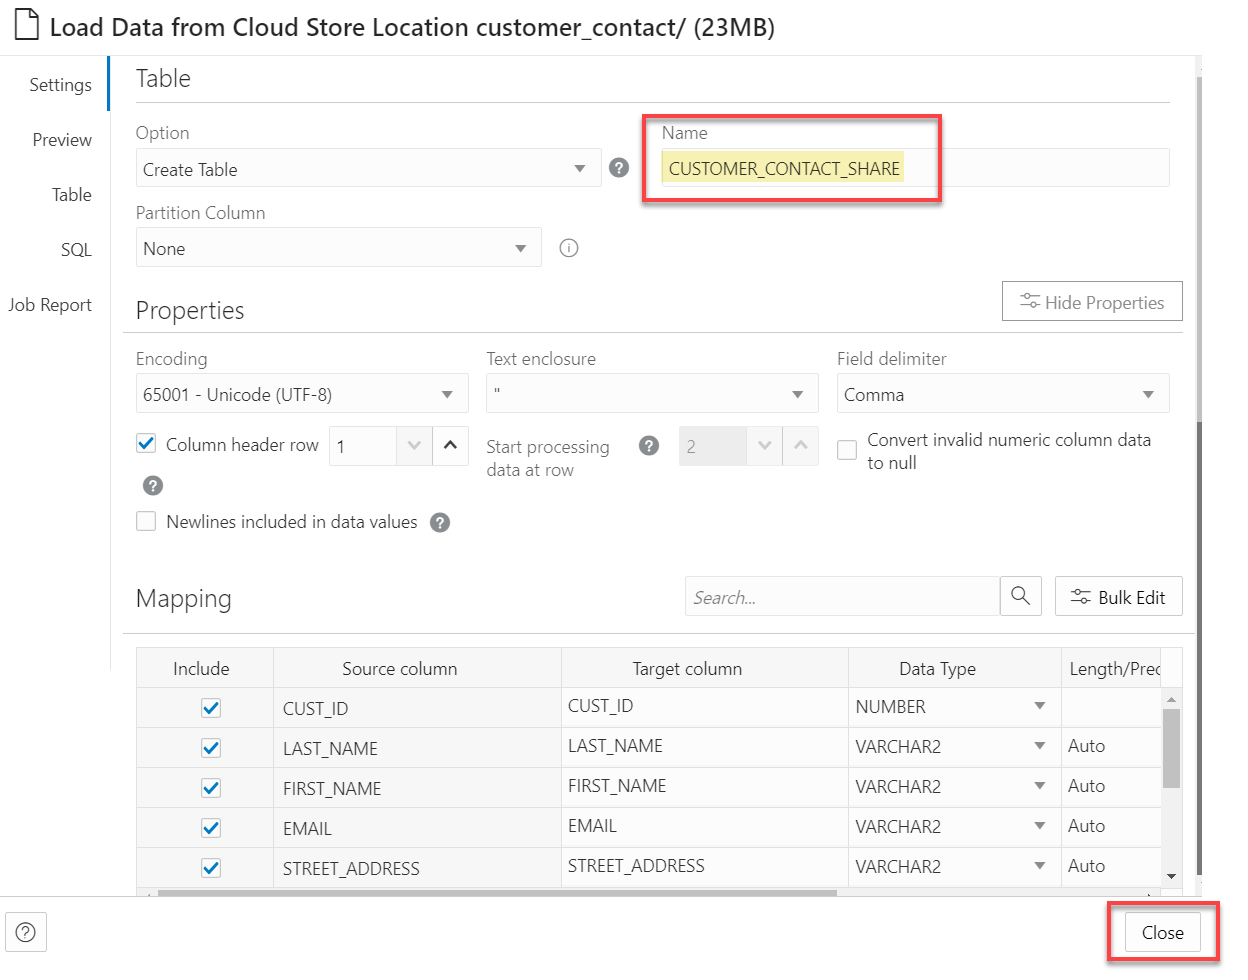 Load Data from Cloud Store Location customer_contact/ (23MB)
Settings
Preview
Table
SQL
Job Report
Table
Option
Name
Create Table
?
CUSTOMER_CONTACT_SHARE
Partition Column
None
i
Properties
Hide Properties
Encoding
Text enclosure
Field delimiter
65001 - Unicode (UTF-8)
"
Comma
Column header row
1
?
Start processing
data at row
?
2
Convert invalid numeric column data
to null
Newlines included in data values
?
Mapping
Search...
Bulk Edit
Include Source column Target column Data Type Length/Prec
CUST_ID CUST_ID NUMBER
LAST_NAME LAST_NAME VARCHAR2 Auto
FIRST_NAME FIRST_NAME VARCHAR2 Auto
EMAIL EMAIL VARCHAR2 Auto
STREET_ADDRESS STREET_ADDRESS VARCHAR2 Auto
?
Close